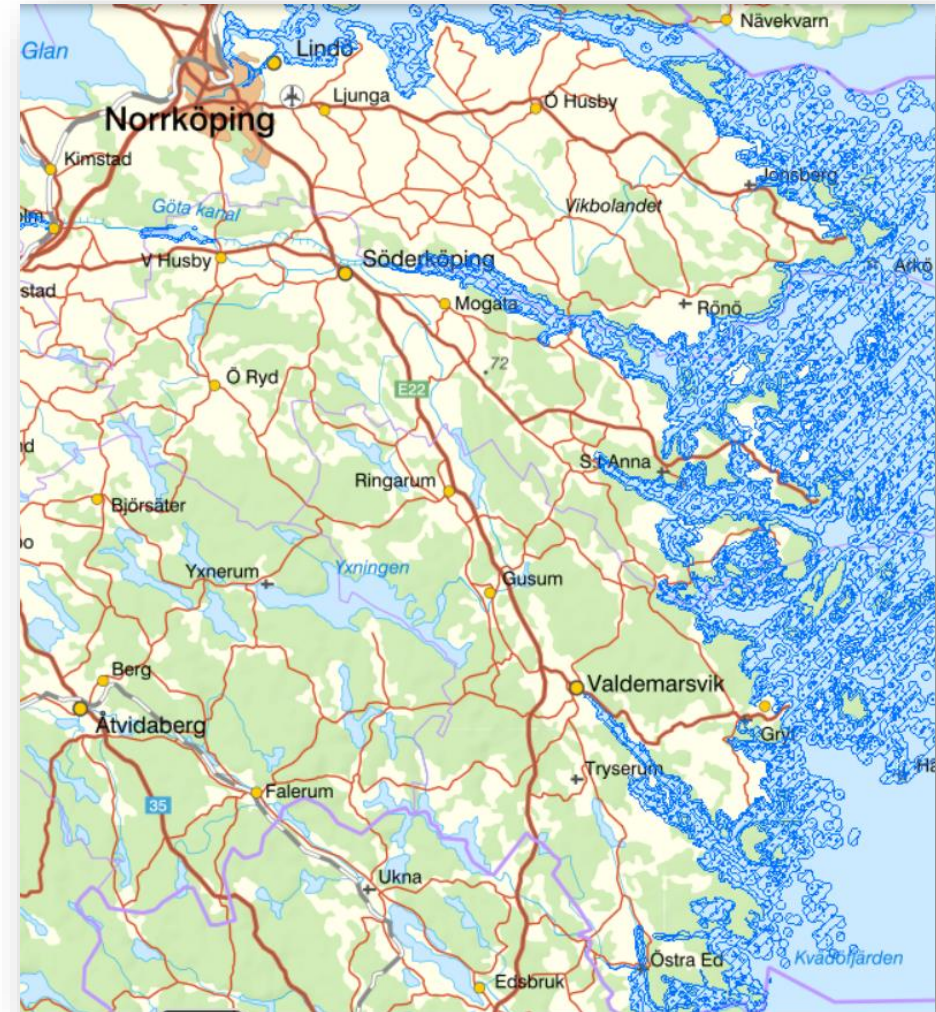 Nävekvarn
Glan
Lindö
Ljunga
Ö Husby
Norrköping
Kimstad
Jonsberg
Göta kanal
Vikbolandet
V Husby
Söderköping
Arkö
stad
Mogata
Rönö
72
Ö Ryd
E22
S:t Anna
Ringarum
Björsäter
Yxnerum
Yxningen
Gusum
Berg
Valdemarsvik
Åtvidaberg
Gryt
Tryserum
Hä
Falerum
35
Ukna
Östra Ed
Kvädöfjärden
Edsbruk